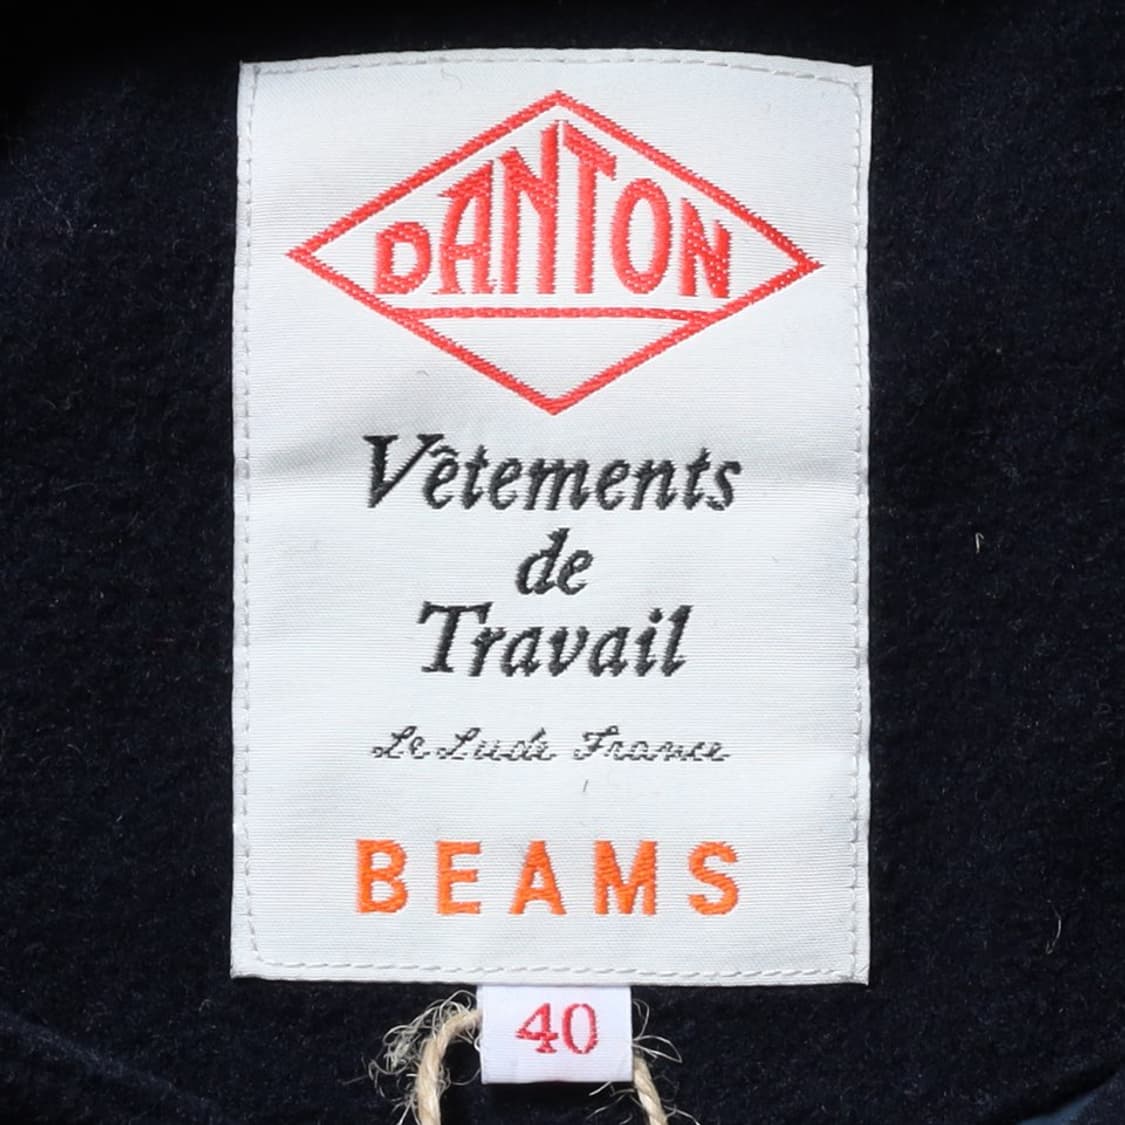 DANTON
Vêtements
de
Travail
Le Lude France
BEAMS
40